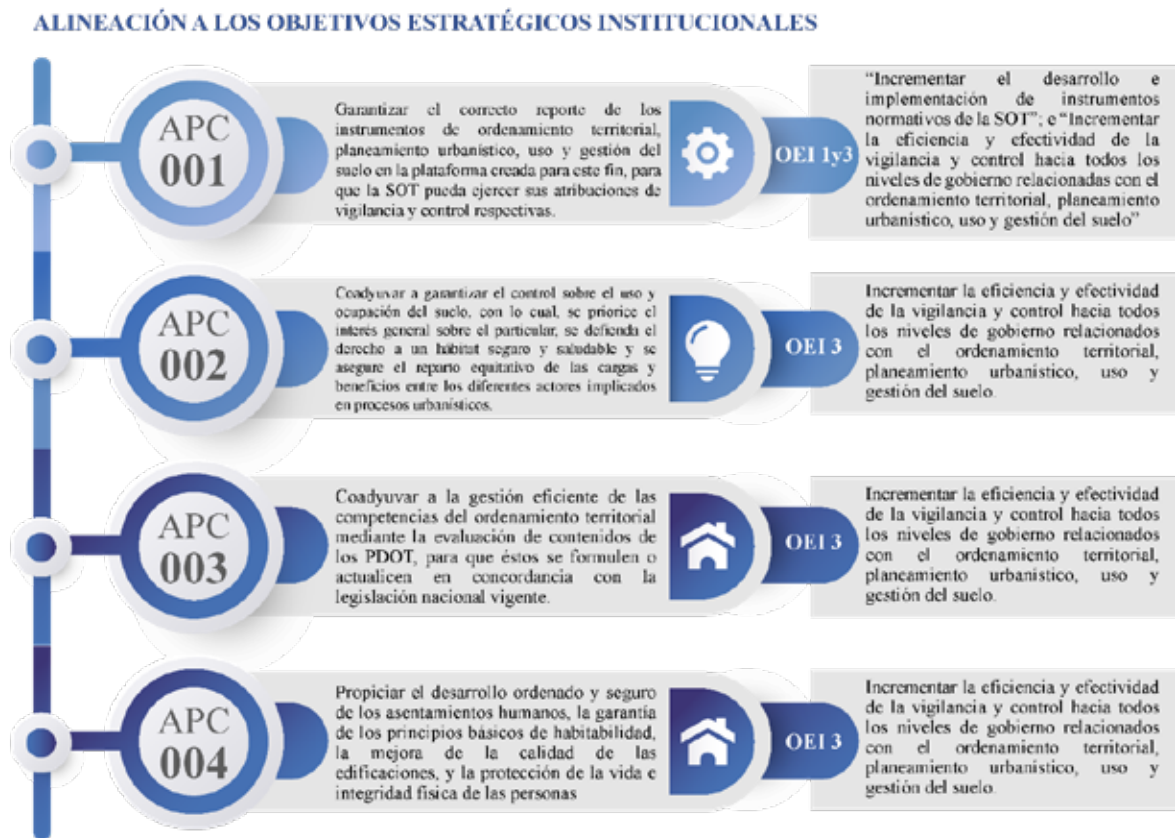 ALINEACIÓN A LOS OBJETIVOS ESTRATÉGICOS INSTITUCIONALES
APC
001
Garantizar el correcto reporte de los
instrumentos de ordenamiento territorial,
planeamiento urbanístico, uso y gestión del
suelo en la plataforma creada para este fin, para
que la SOT pueda ejercer sus atribuciones de
vigilancia y control respectivas.
OEI 1y3
“Incrementar el desarrollo e
implementación de instrumentos
normativos de la SOT”; e “Incrementar
la eficiencia y efectividad de la
vigilancia y control hacia todos los
niveles de gobierno relacionadas con el
ordenamiento territorial, planeamiento
urbanístico, uso y gestión del suelo”
APC
002
Coadyuvar a garantizar el control sobre el uso y
ocupación del suelo, con lo cual, se priorice el
interés general sobre el particular, se defienda el
derecho a un hábitat seguro y saludable y se
asegure el reparto equitativo de las cargas y
beneficios entre los diferentes actores implicados
en procesos urbanísticos.
OEI 3
Incrementar la eficiencia y efectividad
de la vigilancia y control hacia todos
los niveles de gobierno relacionados
con el ordenamiento territorial,
planeamiento urbanístico, uso y
gestión del suelo.
APC
003
Coadyuvar a la gestión eficiente de las
competencias del ordenamiento territorial
mediante la evaluación de contenidos de
los PDOT, para que éstos se formulen o
actualicen en concordancia con la
legislación nacional vigente.
OEI 3
Incrementar la eficiencia y efectividad
de la vigilancia y control hacia todos
los niveles de gobierno relacionados
con el ordenamiento territorial,
planeamiento urbanístico, uso y
gestión del suelo.
APC
004
Propiciar el desarrollo ordenado y seguro
de los asentamientos humanos, la garantía
de los principios básicos de habitabilidad,
la mejora de la calidad de las
edificaciones, y la protección de la vida e
integridad física de las personas
OEI 3
Incrementar la eficiencia y efectividad
de la vigilancia y control hacia todos
los niveles de gobierno relacionados
con el ordenamiento territorial,
planeamiento urbanístico, uso y
gestión del suelo.